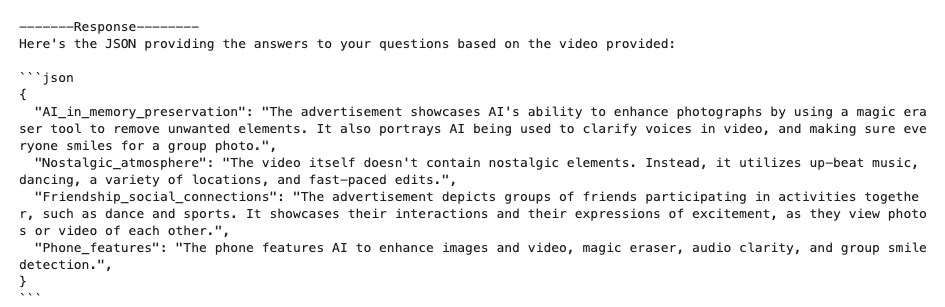 -------Response--------
Here's the JSON providing the answers to your questions based on the video provided:
```json
{
  "AI_in_memory_preservation": "The advertisement showcases AI's ability to enhance photographs by using a magic era
ser tool to remove unwanted elements. It also portrays AI being used to clarify voices in video, and making sure eve
ryone smiles for a group photo.",
  "Nostalgic_atmosphere": "The video itself doesn't contain nostalgic elements. Instead, it utilizes up-beat music,
dancing, a variety of locations, and fast-paced edits.",
  "Friendship_social_connections": "The advertisement depicts groups of friends participating in activities togethe
r, such as dance and sports. It showcases their interactions and their expressions of excitement, as they view photo
s or video of each other.",
  "Phone_features": "The phone features AI to enhance images and video, magic eraser, audio clarity, and group smile
detection.",
}
```